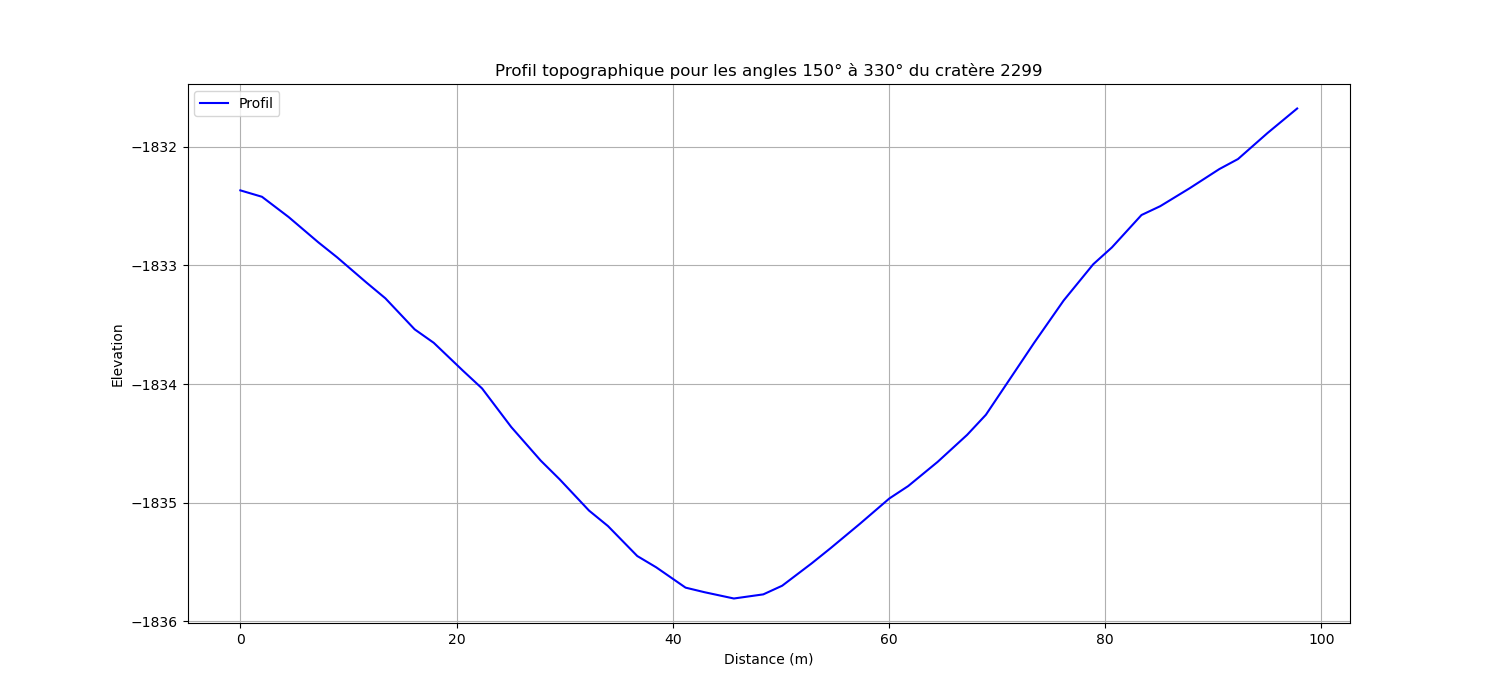 Profil topographique pour les angles 150° à 330° du cratère 2299
Profil
Elevation
−1832
−1833
−1834
−1835
−1836
0 20 40 60 80 100
Distance (m)